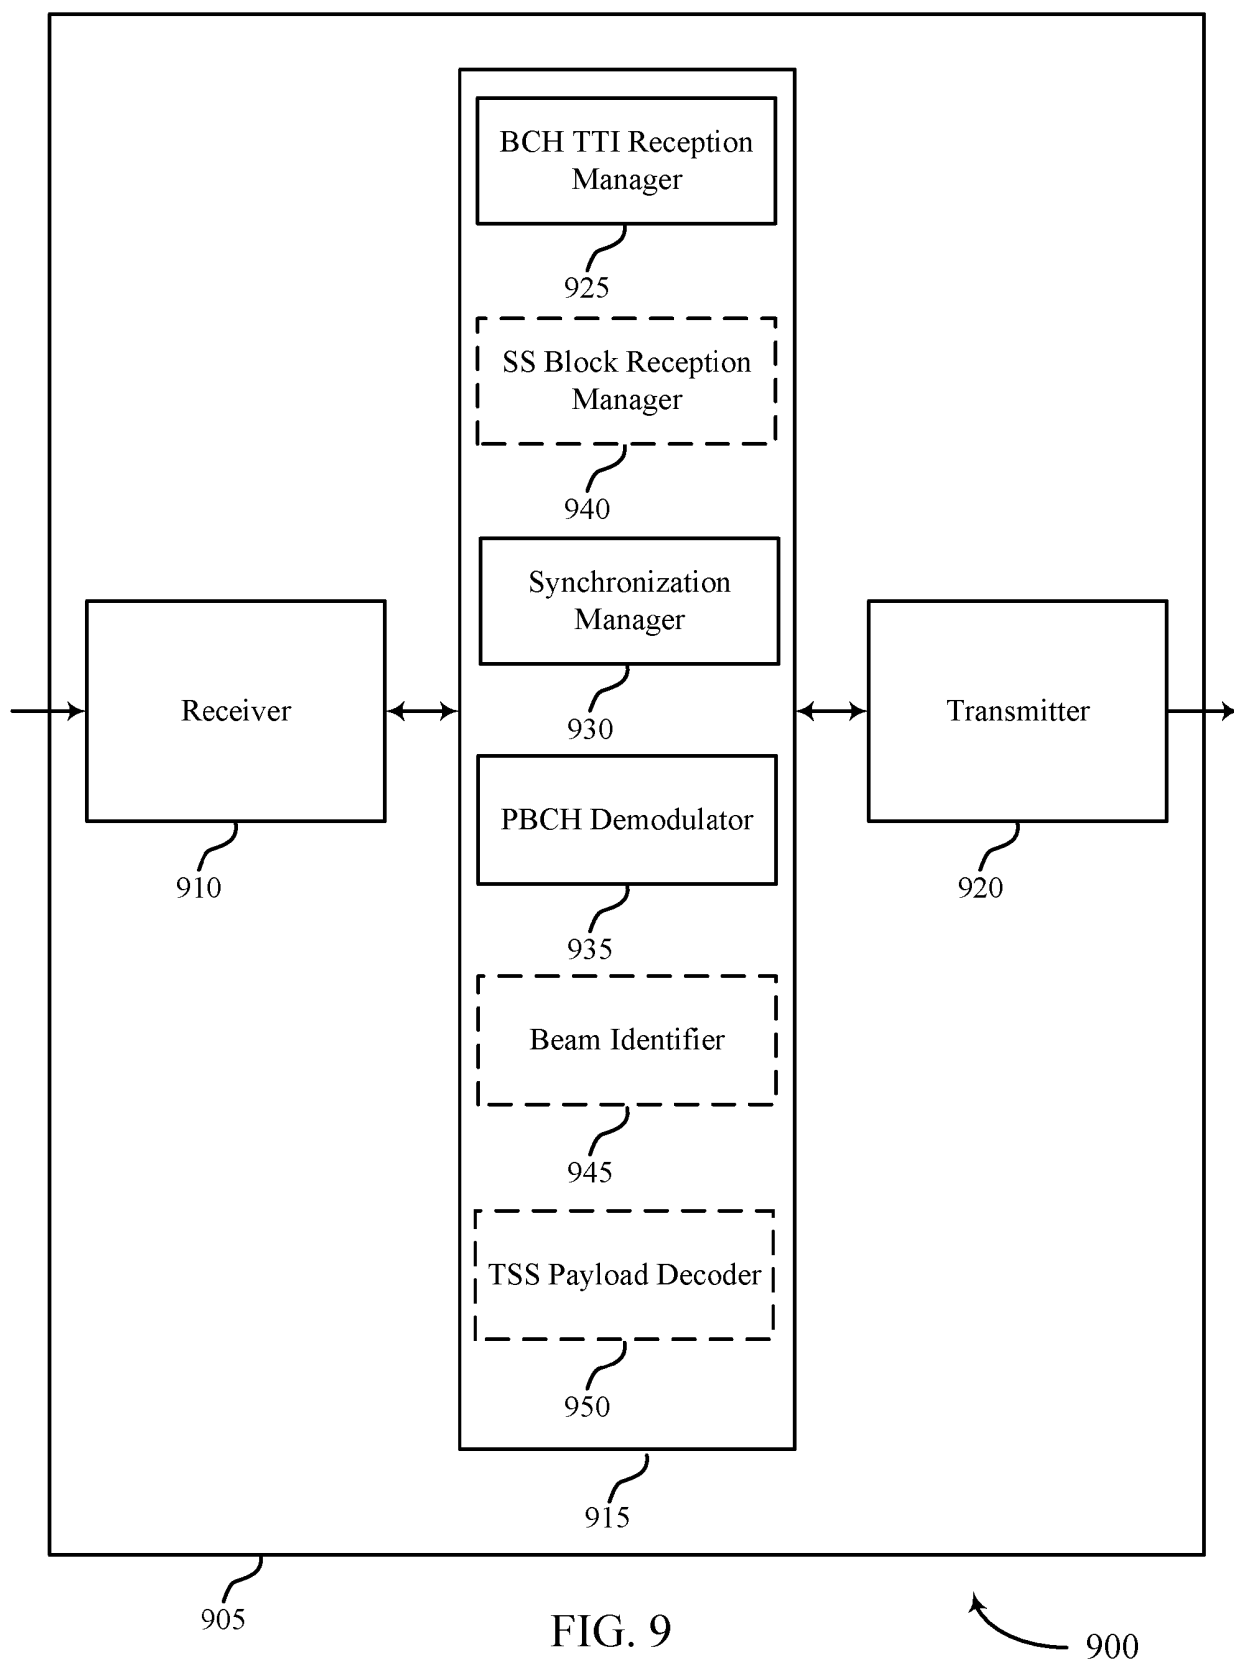 BCH TTI Reception
Manager
925
SS Block Reception
Manager
940
Synchronization
Manager
930
Receiver
910
Transmitter
920
PBCH Demodulator
935
Beam Identifier
945
TSS Payload Decoder
950
915
905
FIG. 9
900